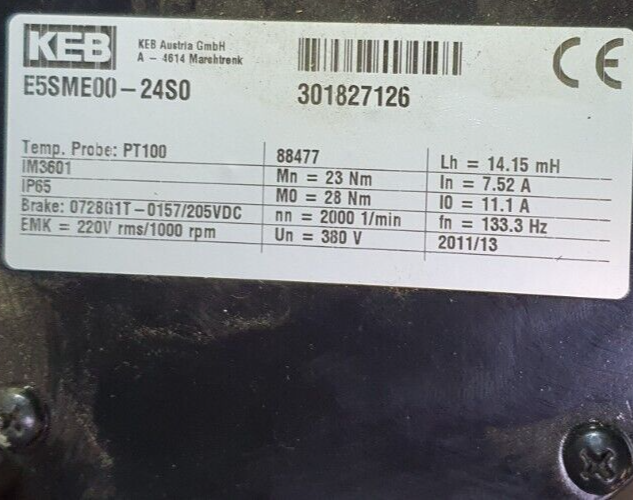 KEB
KEB Austria GmbH
A - 4614 Marchtrenk
E5SME00-24S0
301827126
CE
Temp. Probe: PT100
IM3601
IP65
Brake: 0728G1T-0157/205VDC
EMK = 220V rms/1000 rpm
88477
Mn = 23 Nm
M0 = 28 Nm
nn = 2000 1/min
Un = 380 V
Lh = 14.15 mH
In = 7.52 A
I0 = 11.1 A
fn = 133.3 Hz
2011/13